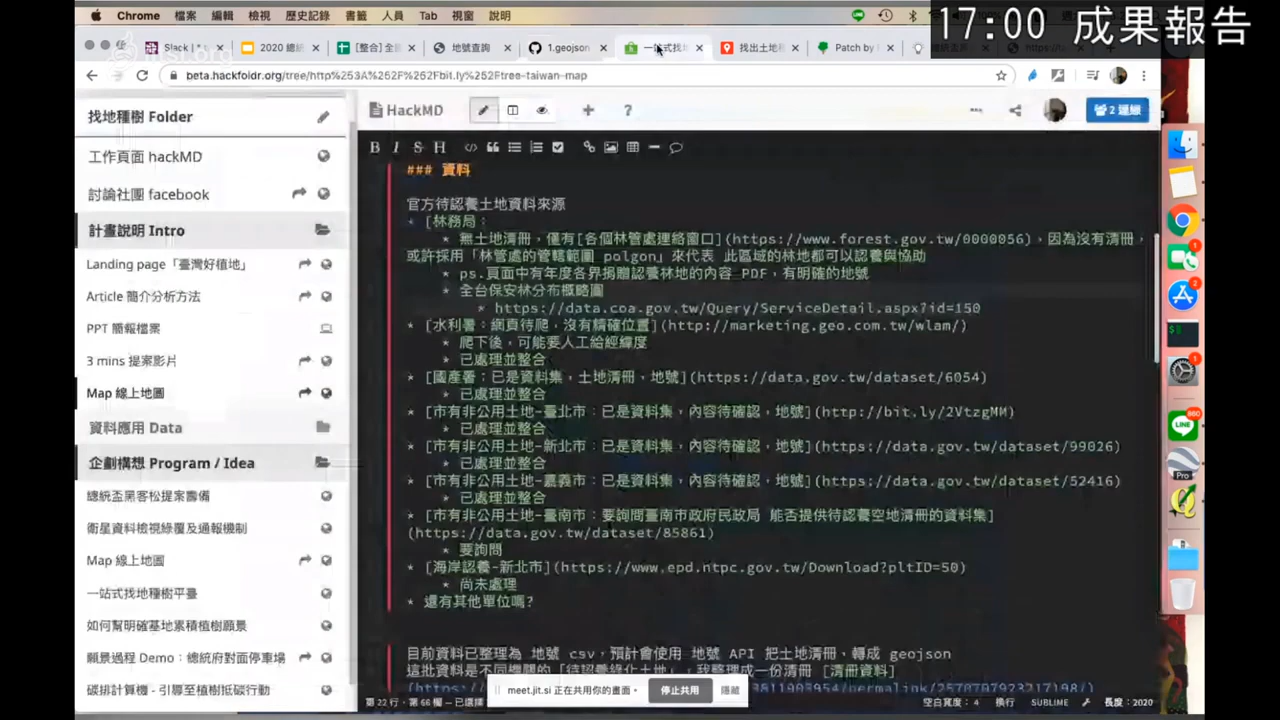 Chrome 檔案 編輯 檢視 歷史記錄 書籤 人員 Tab 視窗 說明
17:00 成果報告
Slack | * × 2020 總統 × [整合] 全 × 地號查詢 × 1.geojson × 一站式找 × 找出土地 × Patch by ×
beta.hackfoldr.org/tree/http%253A%252F%252Fbit.ly%252Ftree-taiwan-map
找地種樹 Folder
工作頁面 hackMD
討論社團 facebook
計畫說明 Intro
Landing page「臺灣好植地」
Article 簡介分析方法
PPT 簡報檔案
3 mins 提案影片
Map 線上地圖
資料應用 Data
企劃構想 Program / Idea
總統盃黑客松提案籌備
衛星資料檢視綠覆及通報機制
Map 線上地圖
一站式找地種樹平臺
如何幫明確基地累積植樹願景
願景過程 Demo：總統府對面停車場
碳排計算機 - 引導至植樹抵碳行動
HackMD
2 連線
B I S H
### 資料
官方待認養土地資料來源
* [林務局：
* 無土地清冊，僅有[各個林管處連絡窗口](https://www.forest.gov.tw/0000056)，因為沒有清冊，
或許採用「林管處的管轄範圍 polgon」來代表 此區域的林地都可以認養與協助
* ps.頁面中有年度各界捐贈認養林地的內容 PDF，有明確的地號
* 全台保安林分布概略圖
* https://data.coa.gov.tw/Query/ServiceDetail.aspx?id=150
* [水利署：網頁待爬，沒有精確位置](http://marketing.geo.com.tw/wlam/)
* 爬下後，可能要人工給經緯度
* 已處理並整合
* [國產署：已是資料集，土地清冊，地號](https://data.gov.tw/dataset/6054)
* 已處理並整合
* [市有非公用土地-臺北市：已是資料集，內容待確認，地號](http://bit.ly/2VtzgMM)
* 已處理並整合
* [市有非公用土地-新北市：已是資料集，內容待確認，地號](https://data.gov.tw/dataset/99026)
* 已處理並整合
* [市有非公用土地-嘉義市：已是資料集，內容待確認，地號](https://data.gov.tw/dataset/52416)
* 已處理並整合
* [市有非公用土地-臺南市：要詢問臺南市政府民政局 能否提供待認養空地清冊的資料集]
(https://data.gov.tw/dataset/85861)
* 要詢問
* [海岸認養-新北市](https://www.epd.ntpc.gov.tw/Download?pltID=50)
* 尚未處理
* 還有其他單位嗎?
目前資料已整理為 地號 csv，預計會使用 地號 API 把土地清冊，轉成 geojson
這批資料是不同機關的「待認養綠化土地」，我整理成一份清冊 [清冊資料]
meet.jit.si 正在共用你的畫面。 停止共用 隱藏
第 22 行，第 66 欄 — 已選擇
空白寬度： 4 換行 SUBLIME 長度：2020